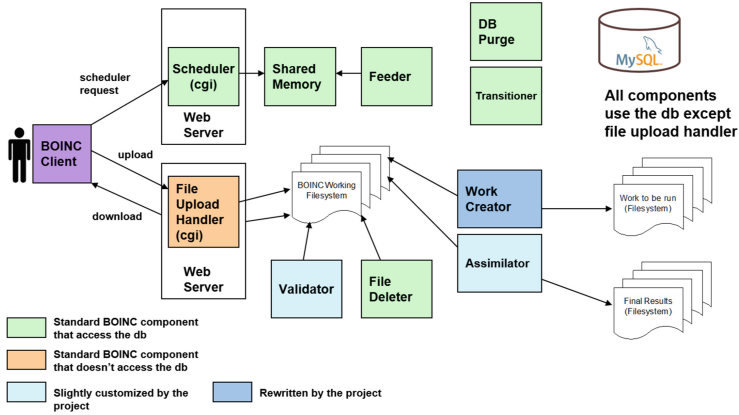 DB
Purge
Scheduler
(cgi)
Shared
Memory
Feeder
MySQL
scheduler
request
Transitioner
Web
Server
All components
use the db except
file upload handler
BOINC
Client
upload
File
Upload
Handler
(cgi)
BOINC Working
Filesystem
Work
Creator
Work to be run
(Filesystem)
download
Web
Server
Validator
File
Deleter
Assimilator
Final Results
(Filesystem)
Standard BOINC component
that access the db
Standard BOINC component
that doesn't access the db
Slightly customized by the
project
Rewritten by the project